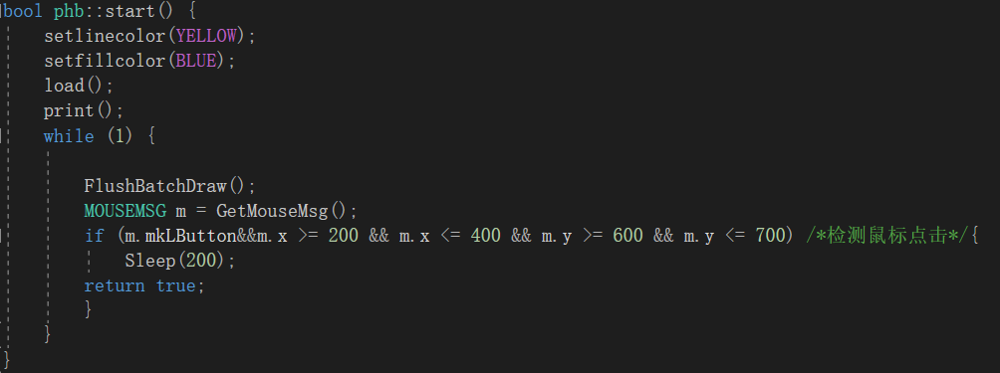 bool phb::start() {
setlinecolor(YELLOW);
setfillcolor(BLUE);
load();
print();
while (1) {
FlushBatchDraw();
MOUSEMSG m = GetMouseMsg();
if (m.mkLButton&&m.x >= 200 && m.x <= 400 && m.y >= 600 && m.y <= 700) /*检测鼠标点击*/{
Sleep(200);
return true;
}
}
}